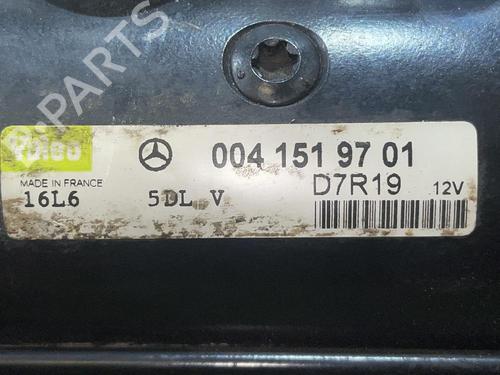 B-PARTS
Valeo
004 151 97 01
MADE IN FRANCE
16L6 5DL V
D7R19 12V